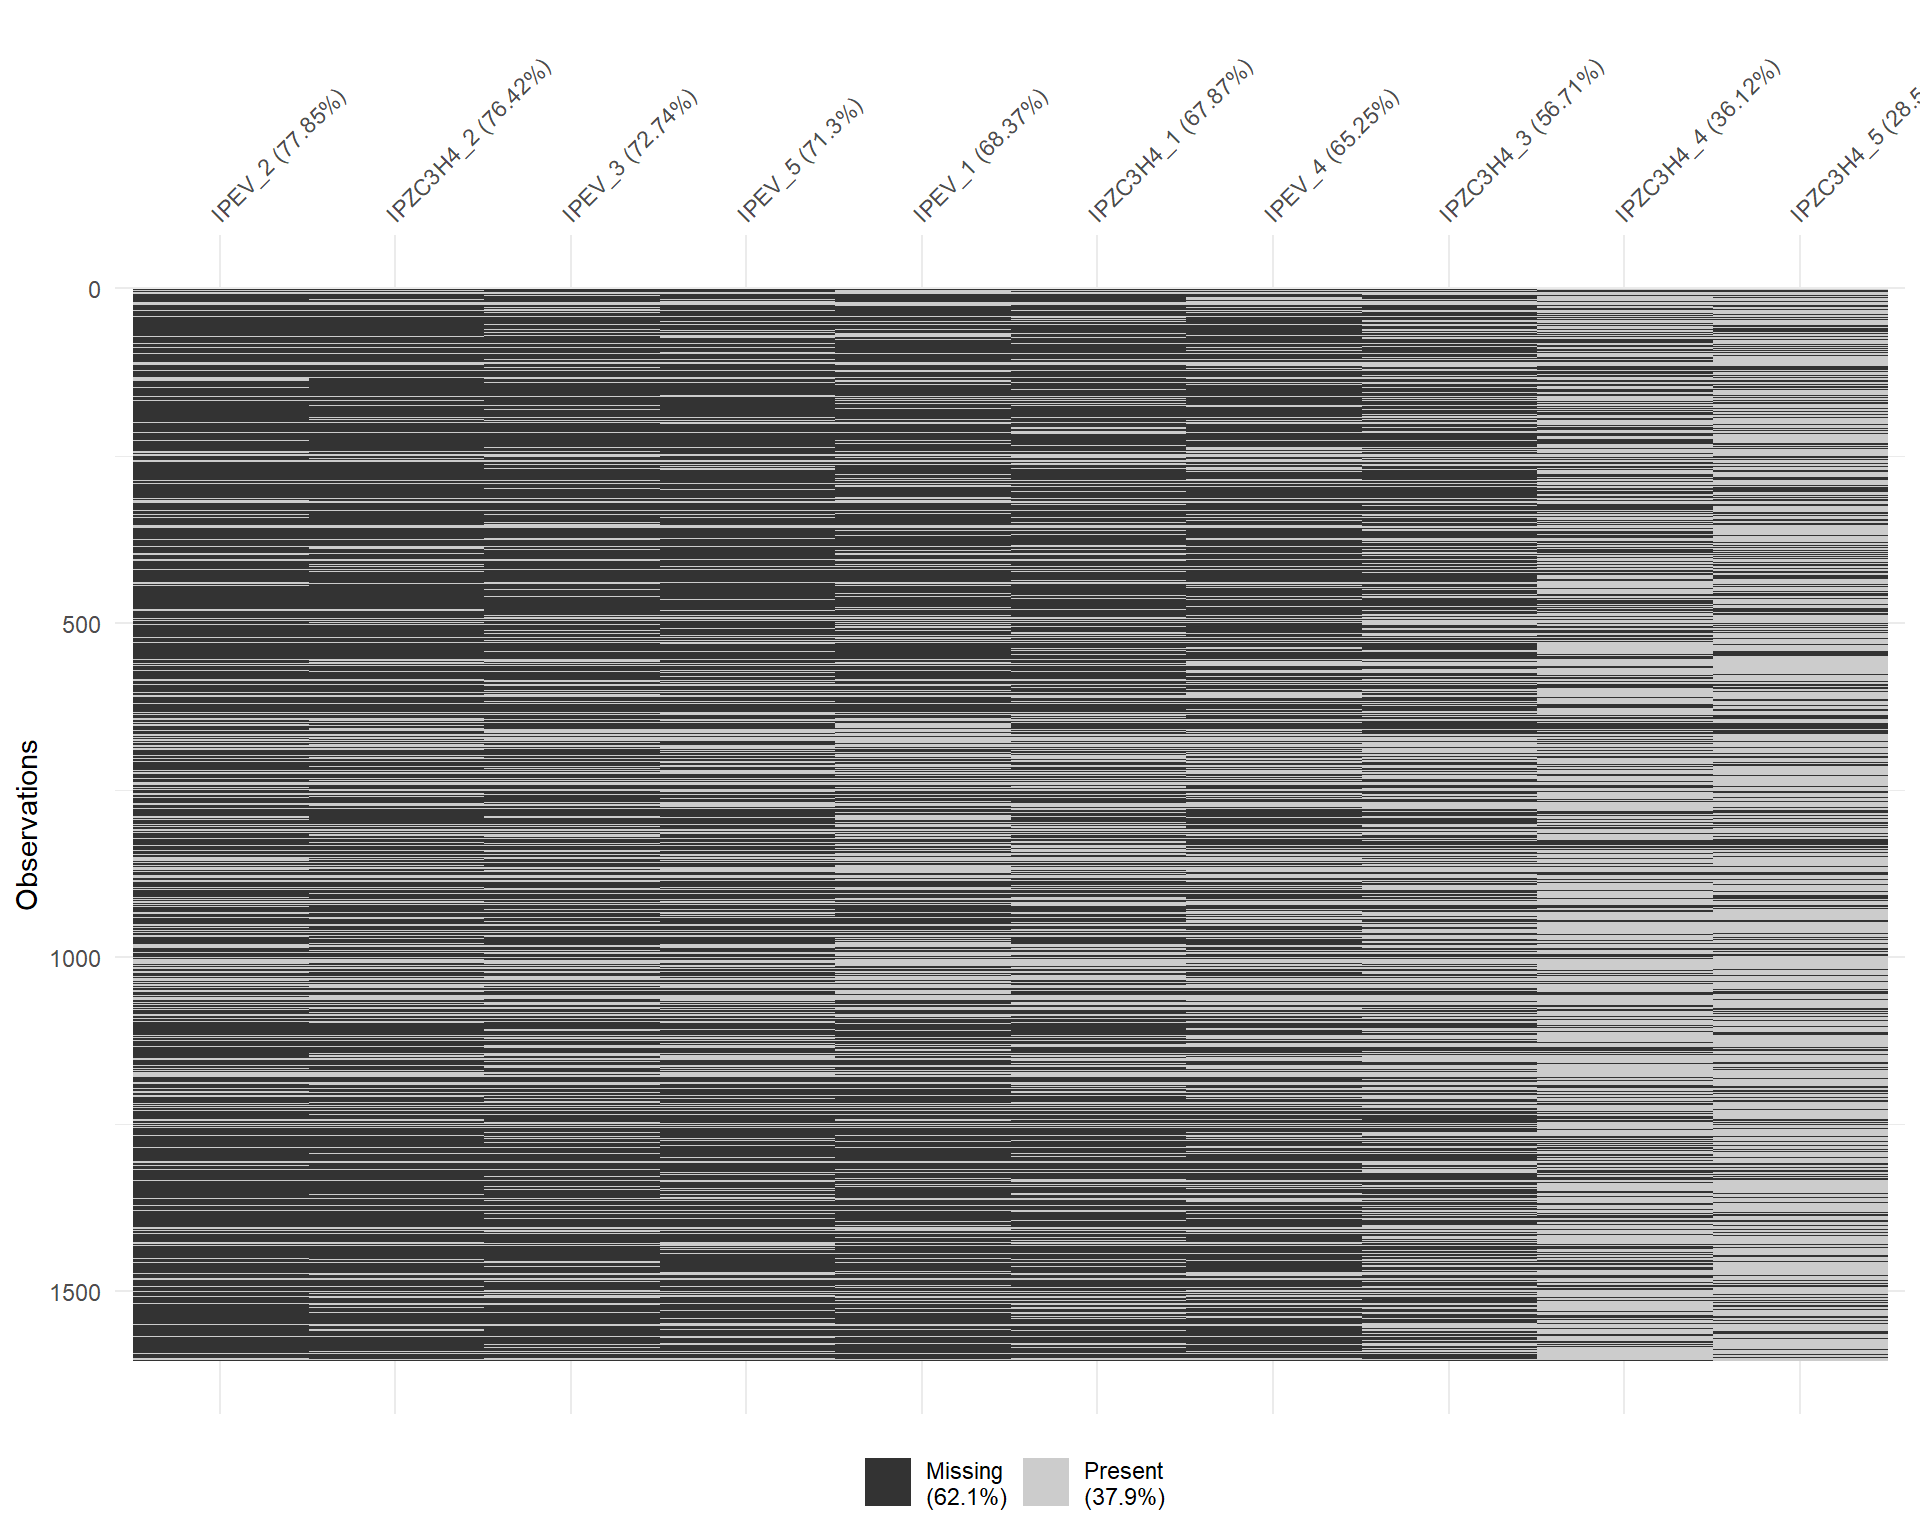 IPEV_2 (77.85%)
IPZC3H4_2 (76.42%)
IPEV_3 (72.74%)
IPEV_5 (71.3%)
IPEV_1 (68.37%)
IPZC3H4_1 (67.87%)
IPEV_4 (65.25%)
IPZC3H4_3 (56.71%)
IPZC3H4_4 (36.12%)
IPZC3H4_5 (28.5
0
500
1000
1500
Observations
Missing
(62.1%)
Present
(37.9%)